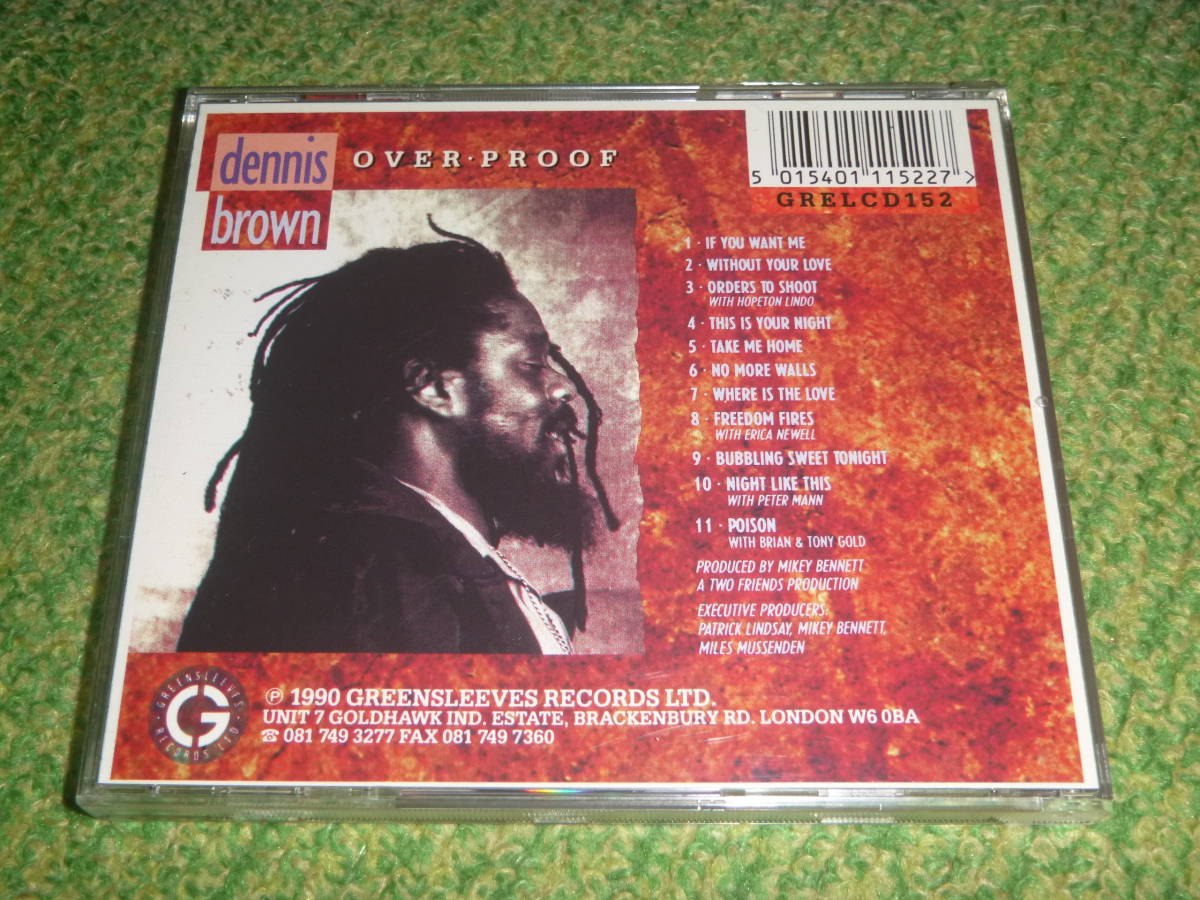 dennis
brown
OVER·PROOF
5 015401 115227 >
GRELCD152
1 · IF YOU WANT ME
2 · WITHOUT YOUR LOVE
3 · ORDERS TO SHOOT
WITH HOPETON LINDO
4 · THIS IS YOUR NIGHT
5 · TAKE ME HOME
6 · NO MORE WALLS
7 · WHERE IS THE LOVE
8 · FREEDOM FIRES
WITH ERICA NEWELL
9 · BUBBLING SWEET TONIGHT
10 · NIGHT LIKE THIS
WITH PETER MANN
11 · POISON
WITH BRIAN & TONY GOLD
PRODUCED BY MIKEY BENNETT
A TWO FRIENDS PRODUCTION
EXECUTIVE PRODUCERS:
PATRICK LINDSAY, MIKEY BENNETT,
MILES MUSSENDEN
GREENSLEEVES
G
RECORDS LTD
℗ 1990 GREENSLEEVES RECORDS LTD.
UNIT 7 GOLDHAWK IND. ESTATE, BRACKENBURY RD. LONDON W6 0BA
☎ 081 749 3277 FAX 081 749 7360